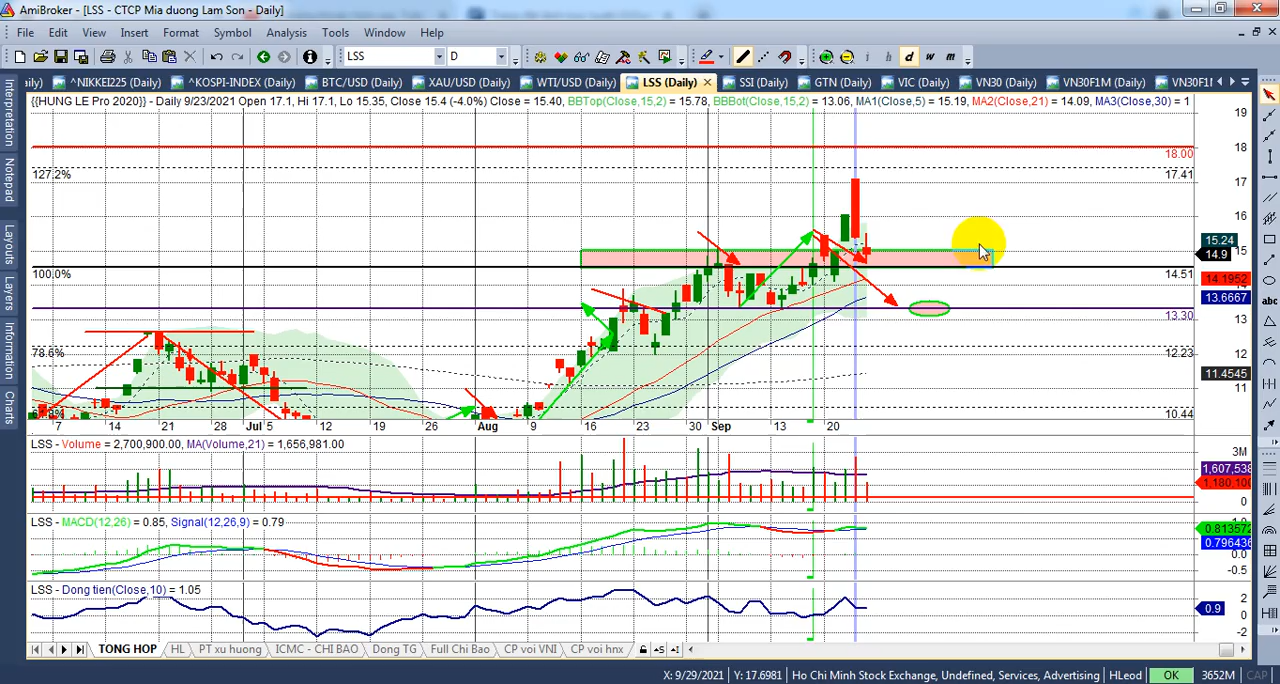 AmiBroker - [LSS - CTCP Mia duong Lam Son - Daily]
File Edit View Insert Format Symbol Analysis Tools Window Help
LSS D i h d w m
ily) ^NIKKEI225 (Daily) ^KOSPI-INDEX (Daily) BTC/USD (Daily) XAU/USD (Daily) WTI/USD (Daily) LSS (Daily) SSI (Daily) GTN (Daily) VIC (Daily) VN30 (Daily) VN30F1M (Daily) VN30F1
{{HUNG LE Pro 2020}} - Daily 9/23/2021 Open 17.1, Hi 17.1, Lo 15.35, Close 15.4 (-4.0%) Close = 15.40, BBTop(Close,15,2) = 15.78, BBBot(Close,15,2) = 13.06, MA1(Close,5) = 15.19, MA2(Close,21) = 14.09, MA3(Close,30) = 1
Interpretation
Notepad
Layouts
Layers
Information
Charts
19
18
18.00
127.2%
17.41
17
16
15.24
15
14.9
100.0%
14.51
14.1952
14
13.6667
13.30
13
78.6%
12.23
12
11.4545
11
10.44
7 14 21 28 Jul 5 12 19 26 Aug 9 16 23 30 Sep 13 20
abc
LSS - Volume = 2,700,900.00, MA(Volume,21) = 1,656,981.00
3M
1,607,538
1,180,100
0
LSS - MACD(12,26) = 0.85, Signal(12,26,9) = 0.79
0.813572
0.796436
0.0
-0.5
LSS - Dong tien(Close,10) = 1.05
2
0.9
0
-2
TONG HOP HL PT xu huong ICMC - CHI BAO Dong TG Full Chi Bao CP voi VNI CP voi hnx
X: 9/29/2021 Y: 17.6981 Ho Chi Minh Stock Exchange, Undefined, Services, Advertising HLeod OK 3652M CAP